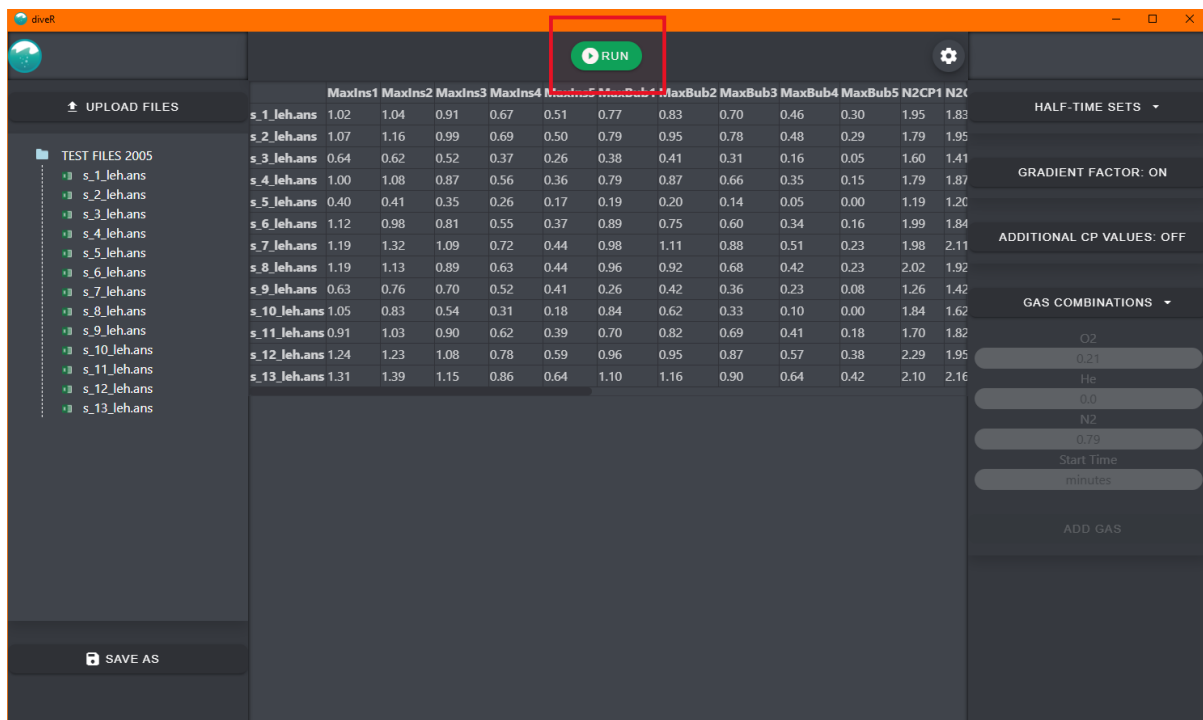 diveR
RUN
UPLOAD FILES
TEST FILES 2005
s_1_leh.ans
s_2_leh.ans
s_3_leh.ans
s_4_leh.ans
s_5_leh.ans
s_6_leh.ans
s_7_leh.ans
s_8_leh.ans
s_9_leh.ans
s_10_leh.ans
s_11_leh.ans
s_12_leh.ans
s_13_leh.ans
SAVE AS
MaxIns1 MaxIns2 MaxIns3 MaxIns4 MaxIns5 MaxBub1 MaxBub2 MaxBub3 MaxBub4 MaxBub5 N2CP1
s_1_leh.ans 1.02 1.04 0.91 0.67 0.51 0.77 0.83 0.70 0.46 0.30 1.95 1.83
s_2_leh.ans 1.07 1.16 0.99 0.69 0.50 0.79 0.95 0.78 0.48 0.29 1.79 1.95
s_3_leh.ans 0.64 0.62 0.52 0.37 0.26 0.38 0.41 0.31 0.16 0.05 1.60 1.41
s_4_leh.ans 1.00 1.08 0.87 0.56 0.36 0.79 0.87 0.66 0.35 0.15 1.79 1.87
s_5_leh.ans 0.40 0.41 0.35 0.26 0.17 0.19 0.20 0.14 0.05 0.00 1.19 1.20
s_6_leh.ans 1.12 0.98 0.81 0.55 0.37 0.89 0.75 0.60 0.34 0.16 1.99 1.84
s_7_leh.ans 1.19 1.32 1.09 0.72 0.44 0.98 1.11 0.88 0.51 0.23 1.98 2.11
s_8_leh.ans 1.19 1.13 0.89 0.63 0.44 0.96 0.92 0.68 0.42 0.23 2.02 1.92
s_9_leh.ans 0.63 0.76 0.70 0.52 0.41 0.26 0.42 0.36 0.23 0.08 1.26 1.42
s_10_leh.ans 1.05 0.83 0.54 0.31 0.18 0.84 0.62 0.33 0.10 0.00 1.84 1.62
s_11_leh.ans 0.91 1.03 0.90 0.62 0.39 0.70 0.82 0.69 0.41 0.18 1.70 1.82
s_12_leh.ans 1.24 1.23 1.08 0.78 0.59 0.96 0.95 0.87 0.57 0.38 2.29 1.95
s_13_leh.ans 1.31 1.39 1.15 0.86 0.64 1.10 1.16 0.90 0.64 0.42 2.10 2.16
HALF-TIME SETS
GRADIENT FACTOR: ON
ADDITIONAL CP VALUES: OFF
GAS COMBINATIONS
O2
0.21
He
0.0
N2
0.79
Start Time
minutes
ADD GAS